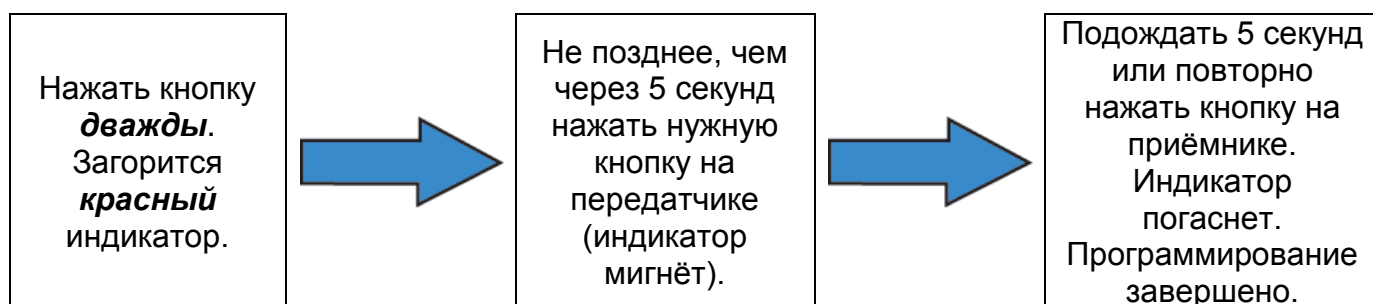 Нажать кнопку
дважды.
Загорится
красный
индикатор.
Не позднее, чем
через 5 секунд
нажать нужную
кнопку на
передатчике
(индикатор
мигнёт).
Подождать 5 секунд
или повторно
нажать кнопку на
приёмнике.
Индикатор
погаснет.
Программирование
завершено.